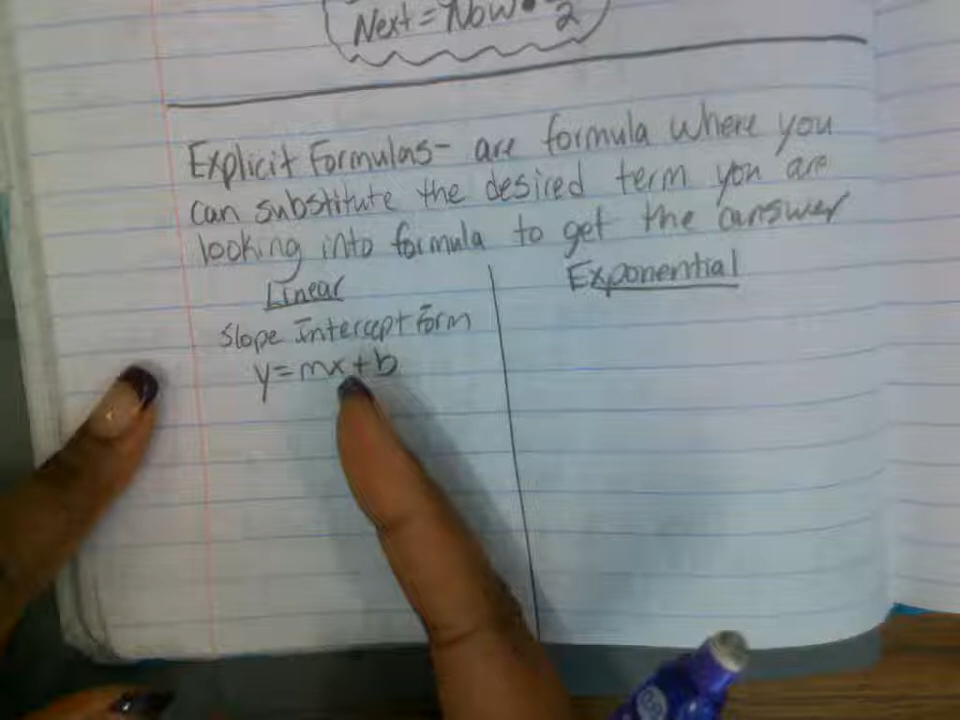 Next = Now • 2
Explicit Formulas- are formula where you
can substitute the desired term you are
looking into formula to get the answer
Linear
Exponential
Slope Intercept Form
y=mx+b